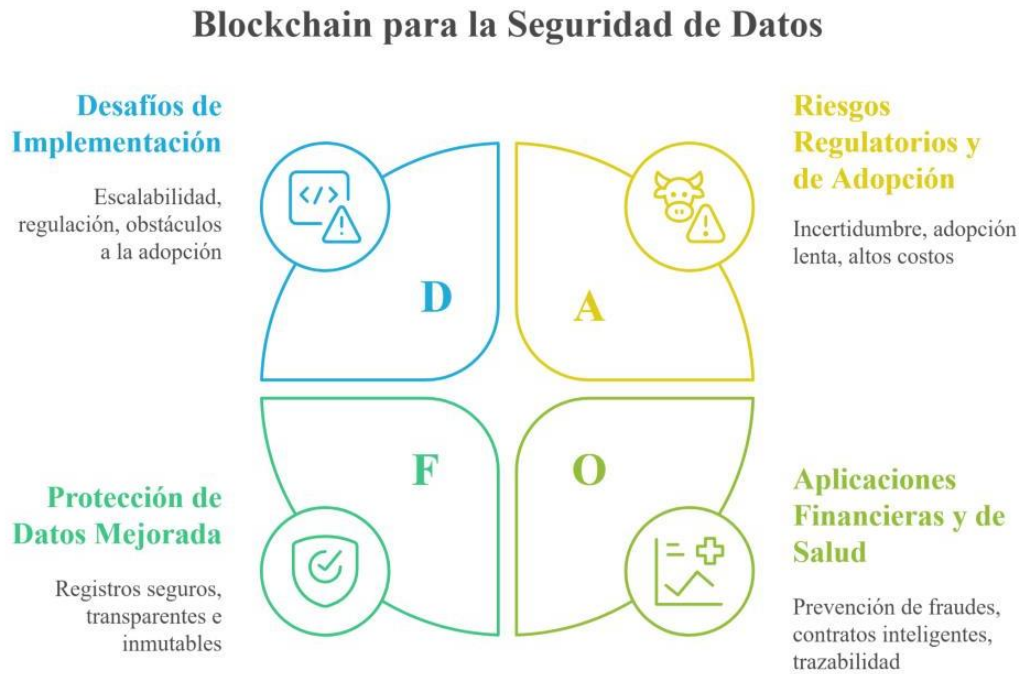 Blockchain para la Seguridad de Datos
Desafíos de
Implementación
Escalabilidad,
regulación, obstáculos
a la adopción
Riesgos
Regulatorios y
de Adopción
Incertidumbre, adopción
lenta, altos costos
</>
D
A
F
O
Protección de
Datos Mejorada
Registros seguros,
transparentes e
inmutables
Aplicaciones
Financieras y de
Salud
Prevención de fraudes,
contratos inteligentes,
trazabilidad